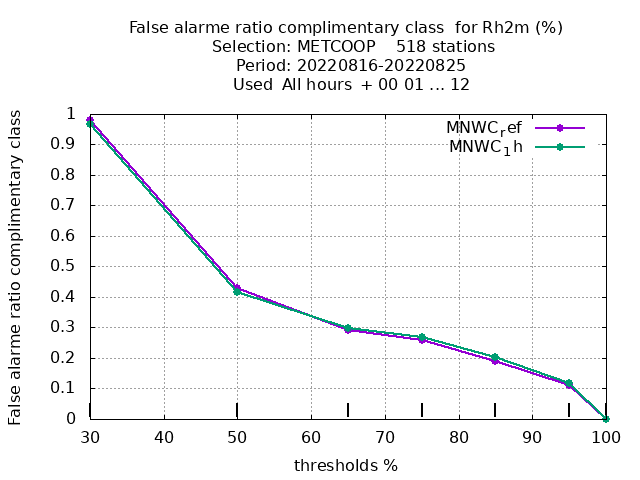 False alarme ratio complimentary class  for Rh2m (%)
Selection: METCOOP    518 stations
Period: 20220816-20220825
Used  All hours  + 00 01 ... 12
MNWC_ref
MNWC_1h
False alarme ratio complimentary class
1
0.9
0.8
0.7
0.6
0.5
0.4
0.3
0.2
0.1
0
30 40 50 60 70 80 90 100
thresholds %